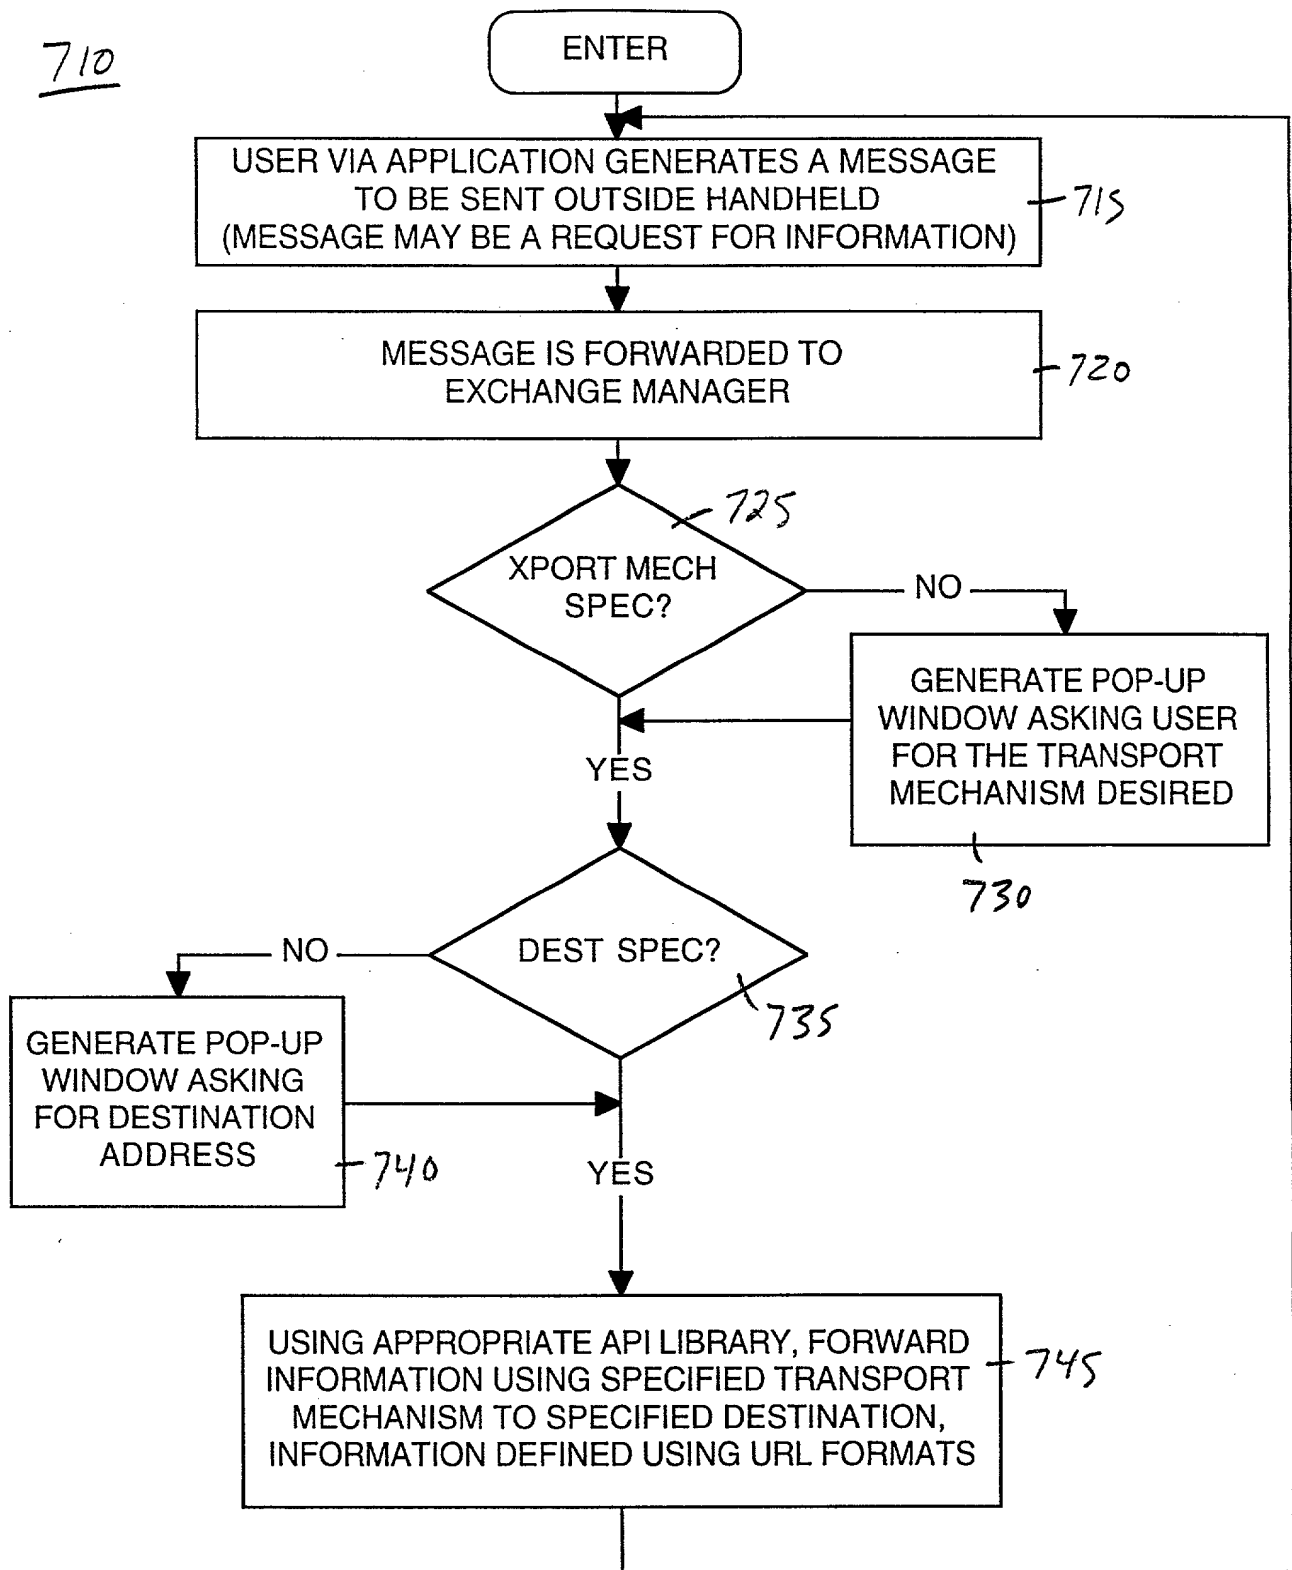 710
ENTER
USER VIA APPLICATION GENERATES A MESSAGE
TO BE SENT OUTSIDE HANDHELD
(MESSAGE MAY BE A REQUEST FOR INFORMATION)
715
MESSAGE IS FORWARDED TO
EXCHANGE MANAGER
720
725
XPORT MECH
SPEC?
NO
GENERATE POP-UP
WINDOW ASKING USER
FOR THE TRANSPORT
MECHANISM DESIRED
730
YES
DEST SPEC?
735
NO
GENERATE POP-UP
WINDOW ASKING
FOR DESTINATION
ADDRESS
740
YES
USING APPROPRIATE API LIBRARY, FORWARD
INFORMATION USING SPECIFIED TRANSPORT
MECHANISM TO SPECIFIED DESTINATION,
INFORMATION DEFINED USING URL FORMATS
745